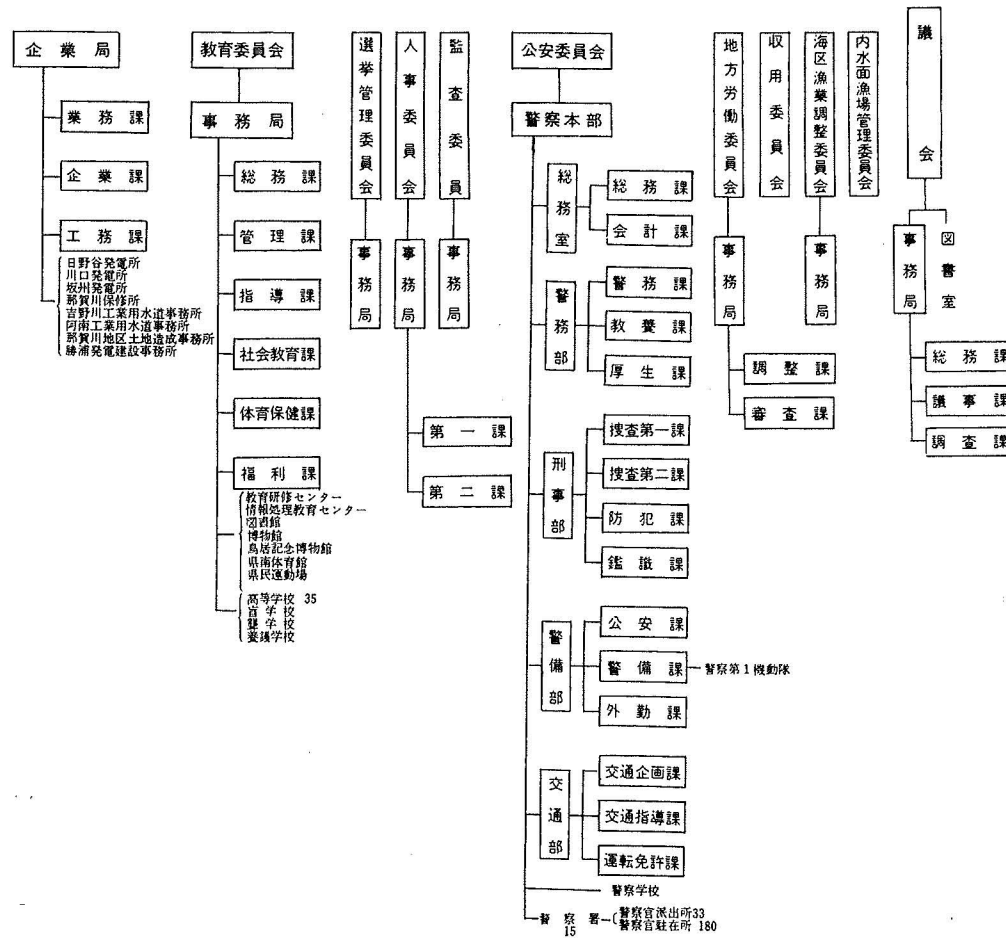 企業局
業務課
企業課
工務課
日野谷発電所
川口発電所
坂州発電所
那賀川保修所
吉野川工業用水道事務所
阿南工業用水道事務所
那賀川地区土地造成事務所
勝浦発電建設事務所
教育委員会
事務局
総務課
管理課
指導課
社会教育課
体育保健課
福利課
教育研修センター
情報処理教育センター
図書館
博物館
鳥居記念博物館
県南体育館
県民運動場
高等学校 35
盲学校
聾学校
養護学校
選挙管理委員会
事務局
人事委員会
事務局
第一課
第二課
監査委員
事務局
公安委員会
警察本部
総務室
総務課
会計課
警務部
警務課
教養課
厚生課
刑事部
捜査第一課
捜査第二課
防犯課
鑑識課
警備部
公安課
警備課
警察第1機動隊
外勤課
交通部
交通企画課
交通指導課
運転免許課
警察学校
警察署
15
警察官派出所33
警察官駐在所 180
地方労働委員会
事務局
調整課
審査課
収用委員会
海区漁業調整委員会
事務局
内水面漁場管理委員会
議会
事務局
図書室
総務課
議事課
調査課